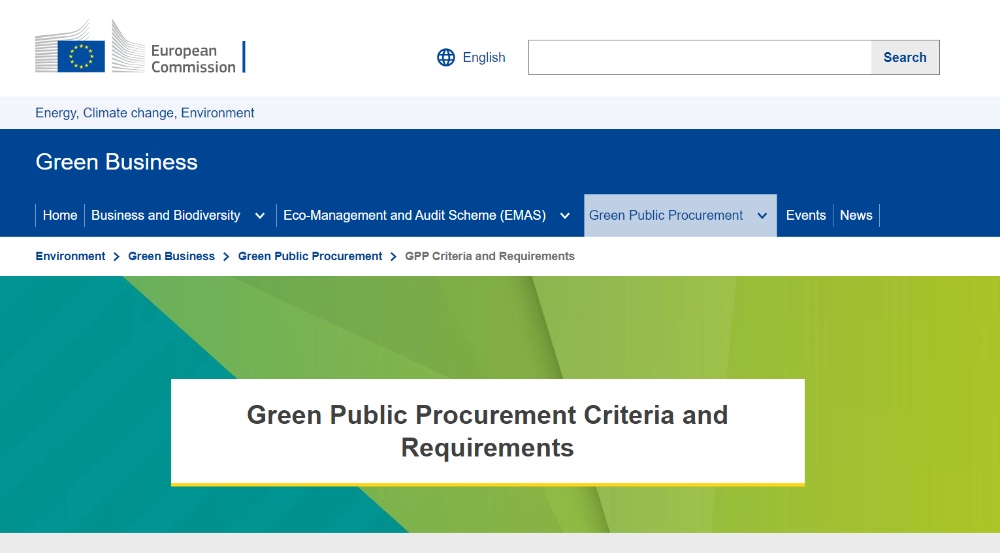 European
Commission
English
Search
Energy, Climate change, Environment
Green Business
Home Business and Biodiversity Eco-Management and Audit Scheme (EMAS) Green Public Procurement Events News
Environment Green Business Green Public Procurement GPP Criteria and Requirements
Green Public Procurement Criteria and
Requirements